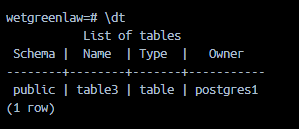 wetgreenlaw=# \dt
List of tables
Schema | Name | Type | Owner
--------+--------+-------+-----------
public | table3 | table | postgres1
(1 row)